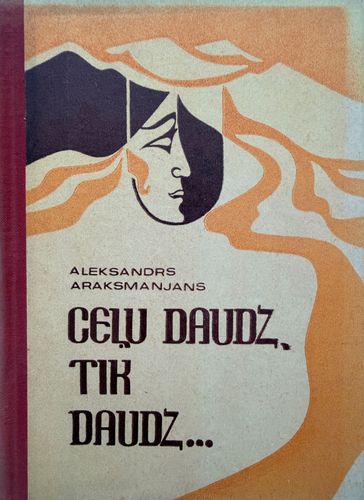 ALEKSANDRS
ARAKSMANJANS
CEĻU DAUDZ,
TIK
DAUDZ...